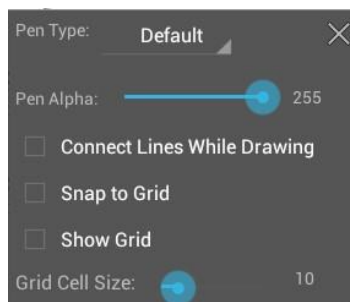 Pen Type: Default
Pen Alpha: 255
Connect Lines While Drawing
Snap to Grid
Show Grid
Grid Cell Size: 10